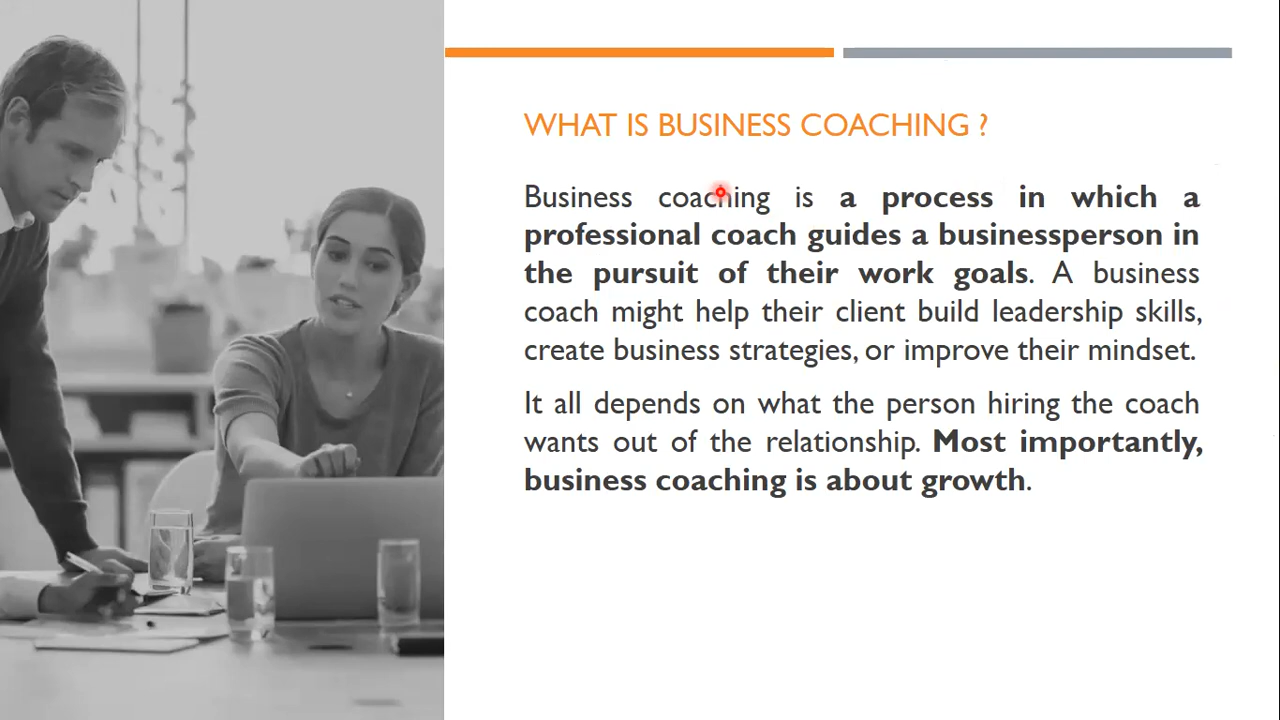 WHAT IS BUSINESS COACHING ?
Business coaching is a process in which a
professional coach guides a businessperson in
the pursuit of their work goals. A business
coach might help their client build leadership skills,
create business strategies, or improve their mindset.
It all depends on what the person hiring the coach
wants out of the relationship. Most importantly,
business coaching is about growth.